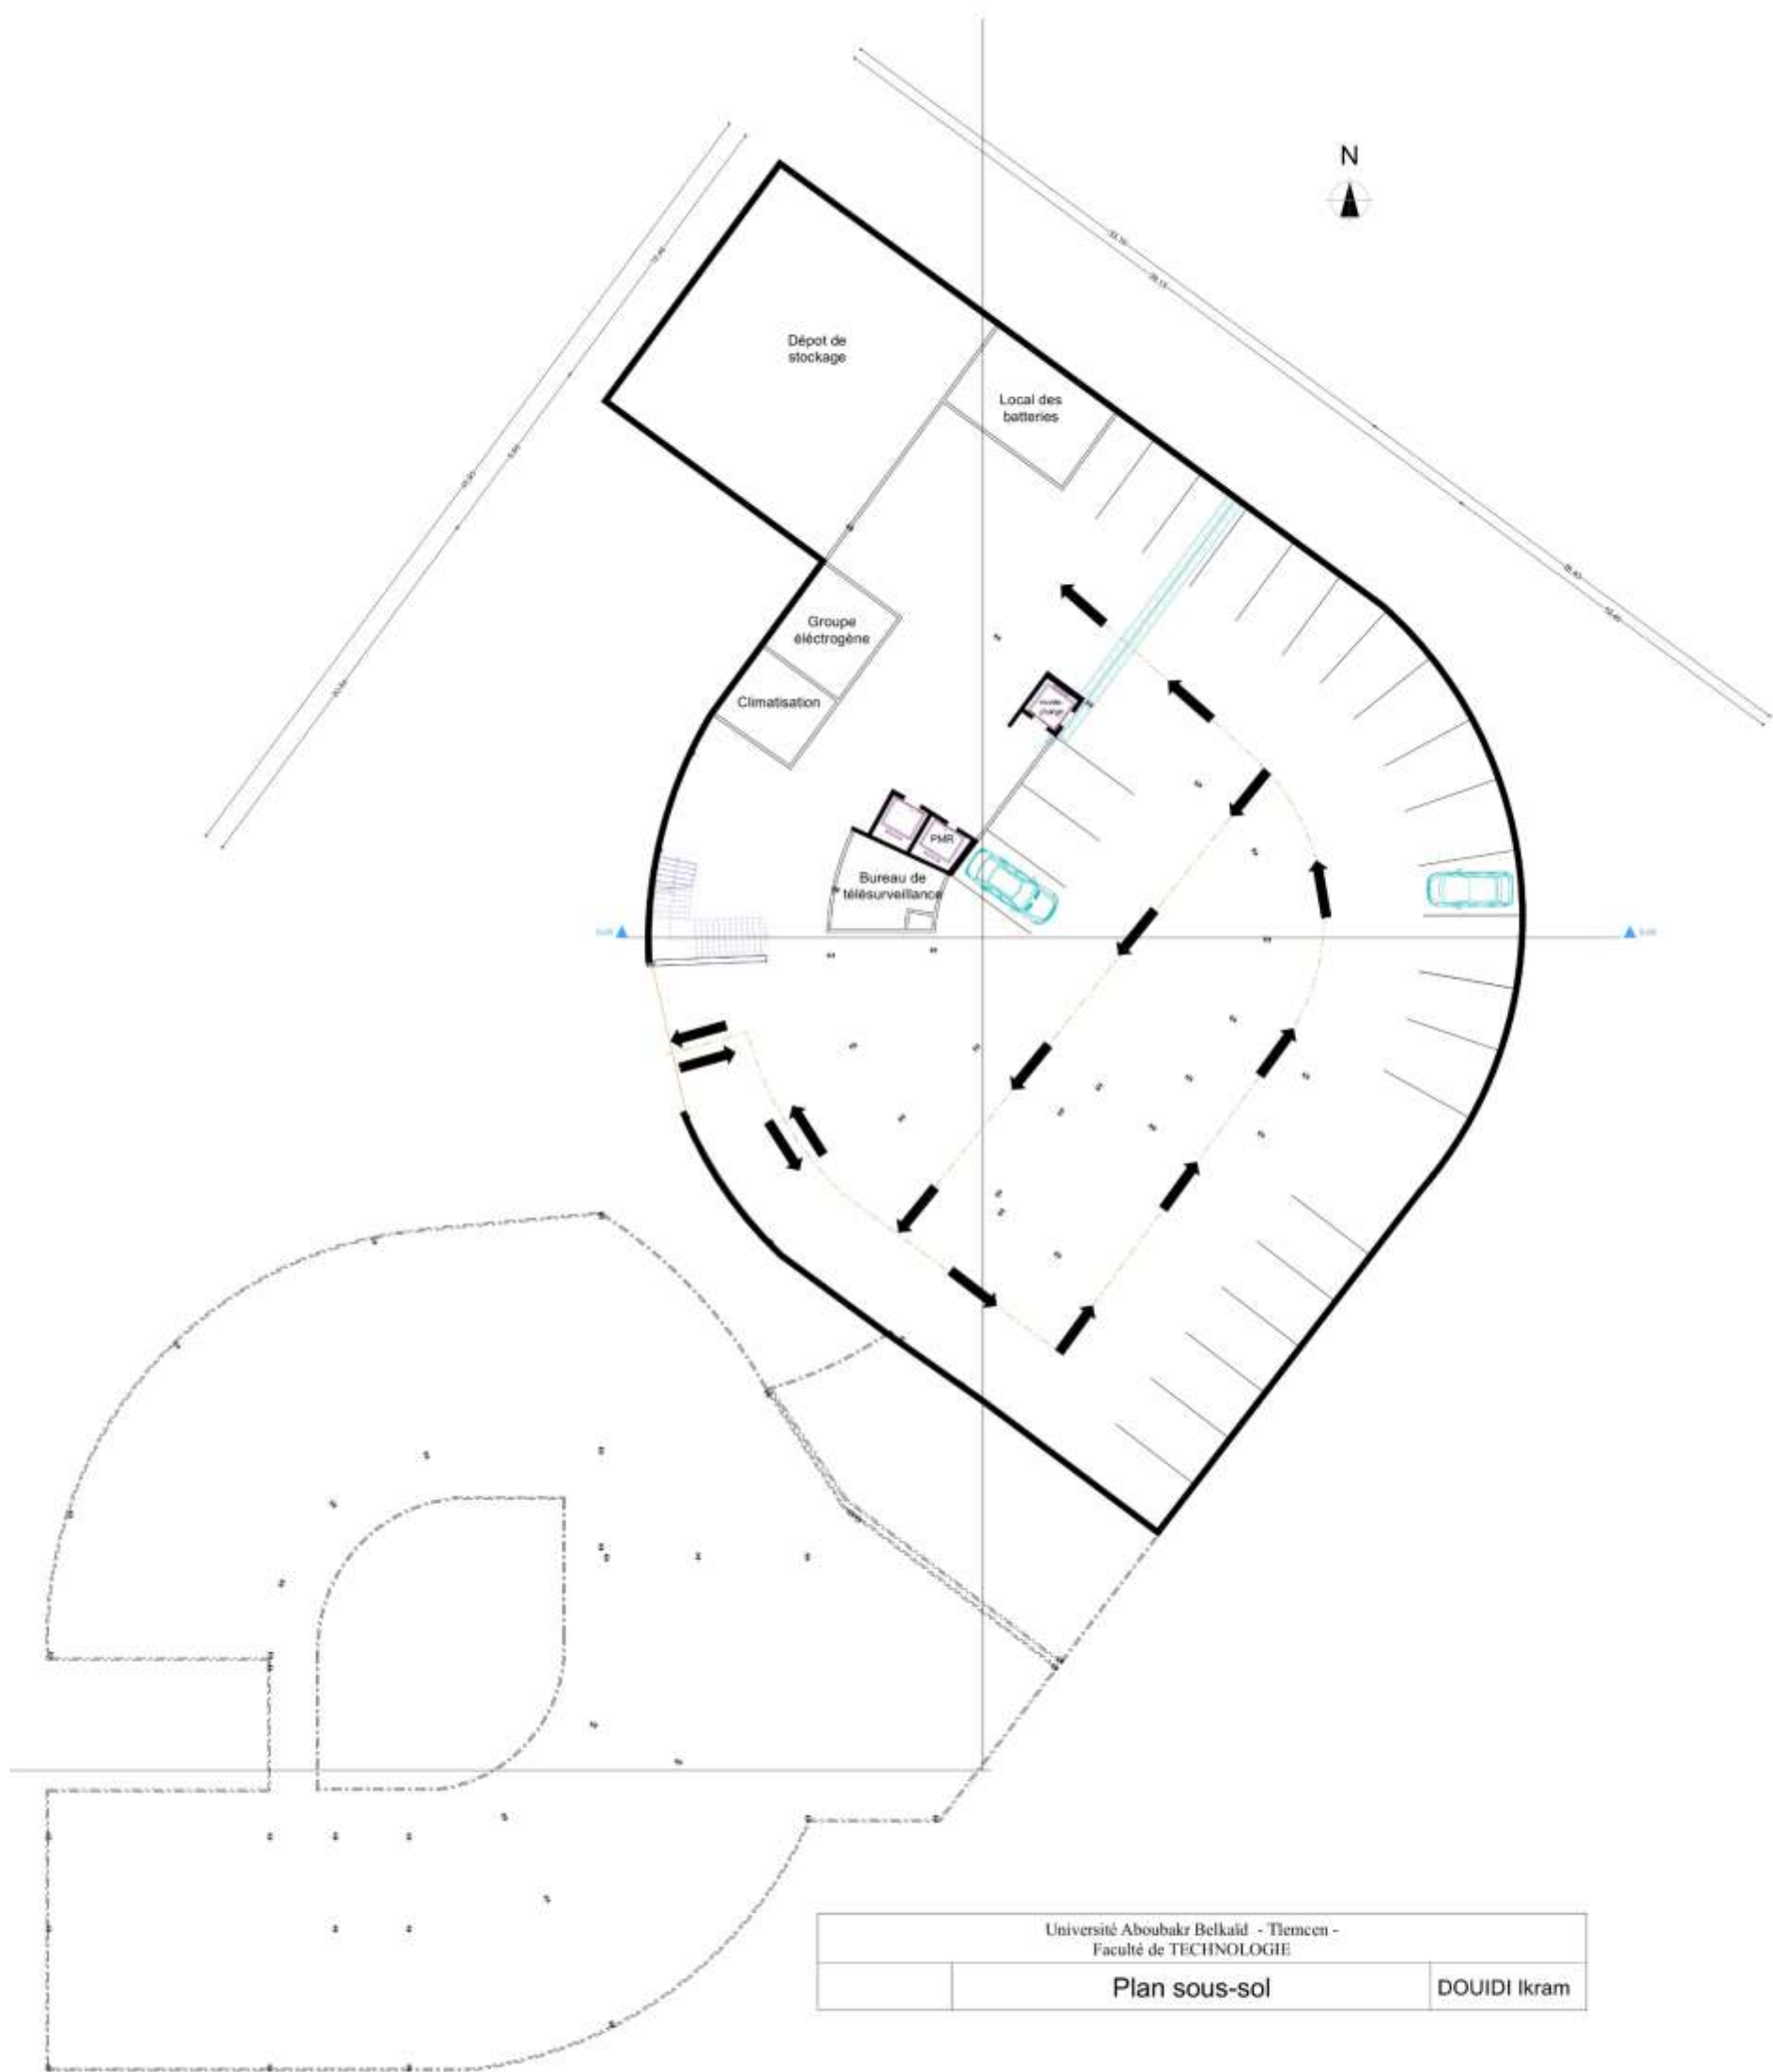 N
Dépot de
stockage
Local des
batteries
Groupe
éléctrogène
Climatisation
PMR
Bureau de
télésurveillance
Université Aboubakr Belkaïd - Tlemcen -
Faculté de TECHNOLOGIE
Plan sous-sol
DOUIDI Ikram